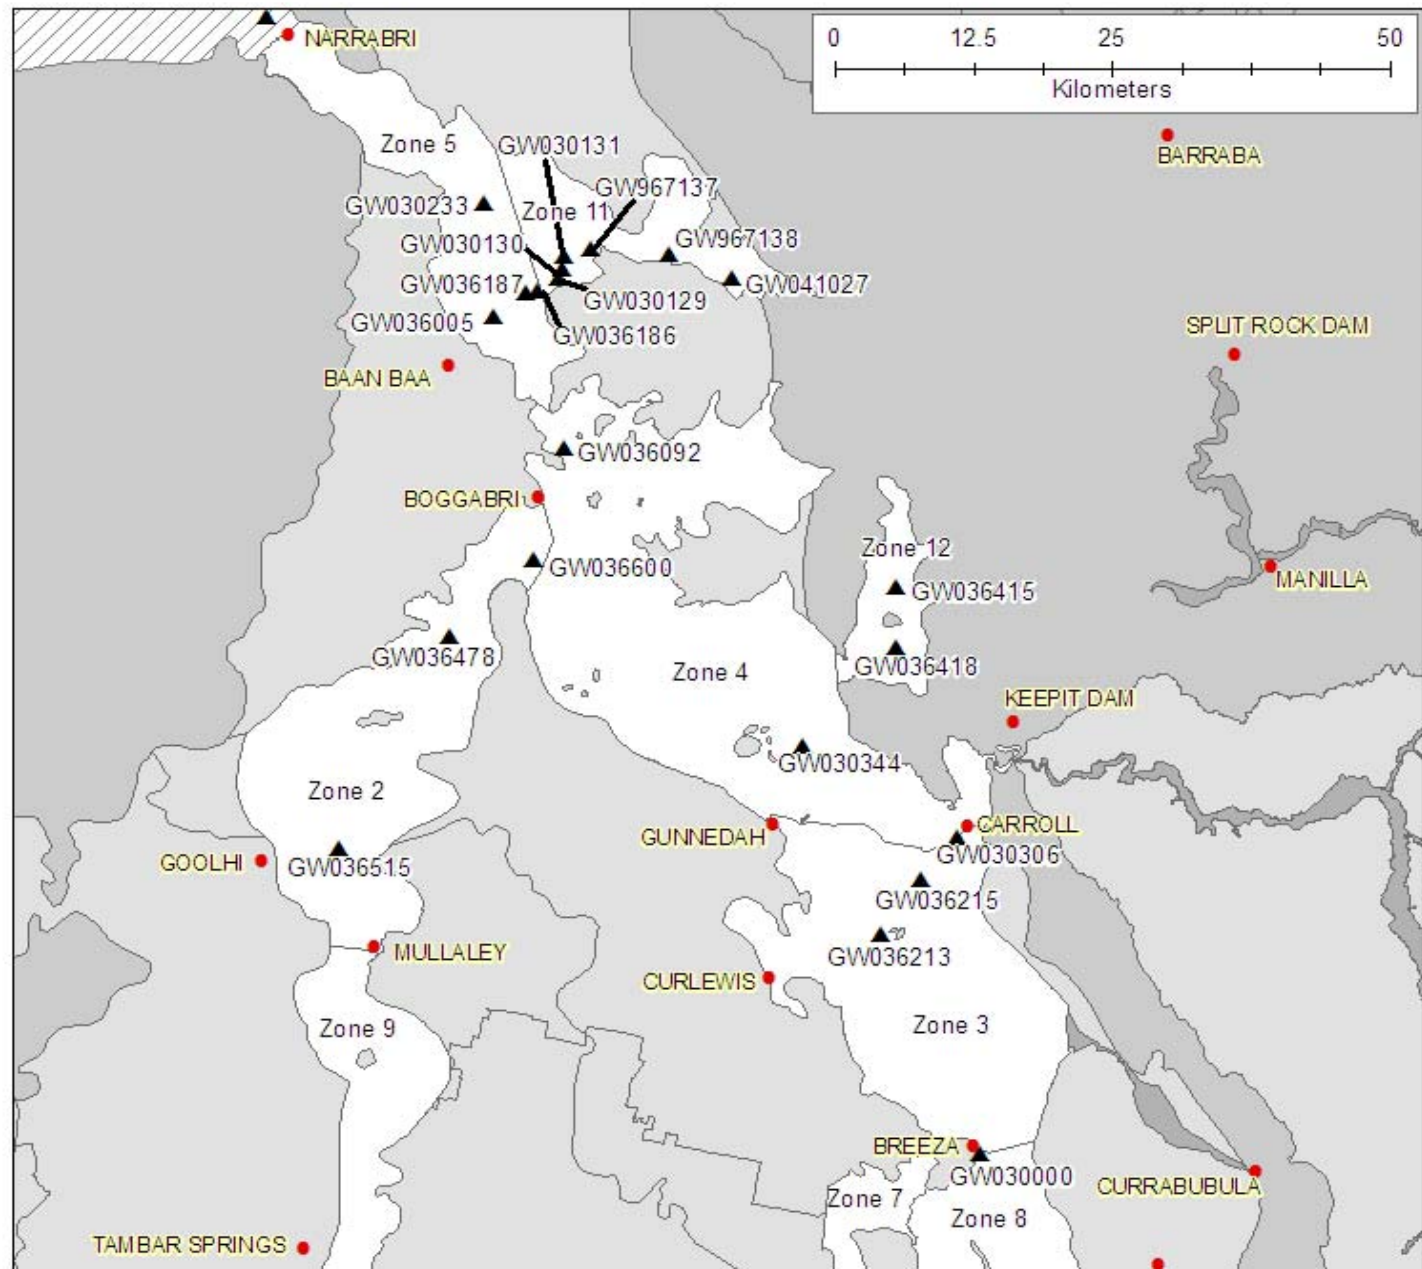 0 12.5 25 50
Kilometers
NARRABRI
Zone 5
GW030131
BARRABA
GW967137
GW030233
Zone 11
GW030130
GW967138
GW036187
GW041027
GW030129
GW036005
GW036186
SPLIT ROCK DAM
BAAN BAA
GW036092
BOGGABRI
Zone 12
GW036600
MANILLA
GW036415
GW036478
GW036418
Zone 4
KEEPIT DAM
GW030344
Zone 2
CARROLL
GUNNEDAH
GW030306
GOOLHI
GW036515
GW036215
MULLALEY
GW036213
CURLEWIS
Zone 9
Zone 3
BREEZA
GW030000
CURRABUBULA
Zone 7
Zone 8
TAMBAR SPRINGS